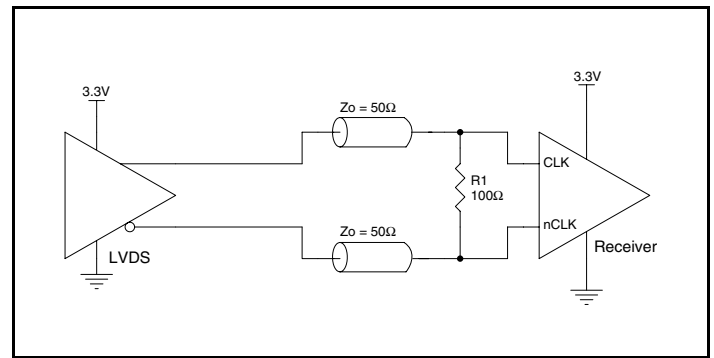 3.3V
LVDS
Zo = 50Ω
Zo = 50Ω
R1
100Ω
3.3V
CLK
nCLK
Receiver